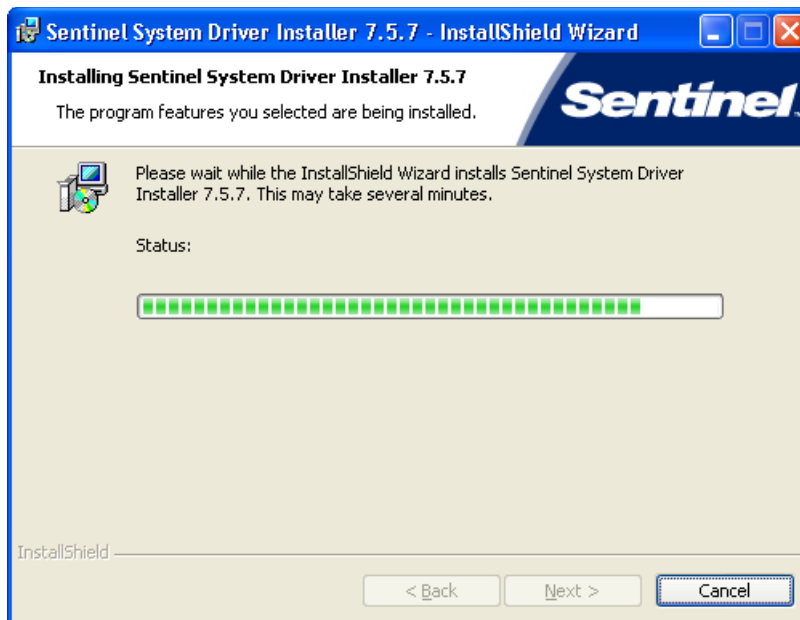 Sentinel System Driver Installer 7.5.7 - InstallShield Wizard
Installing Sentinel System Driver Installer 7.5.7
The program features you selected are being installed.
Sentinel
Please wait while the InstallShield Wizard installs Sentinel System Driver
Installer 7.5.7. This may take several minutes.
Status:
InstallShield
< Back
Next >
Cancel